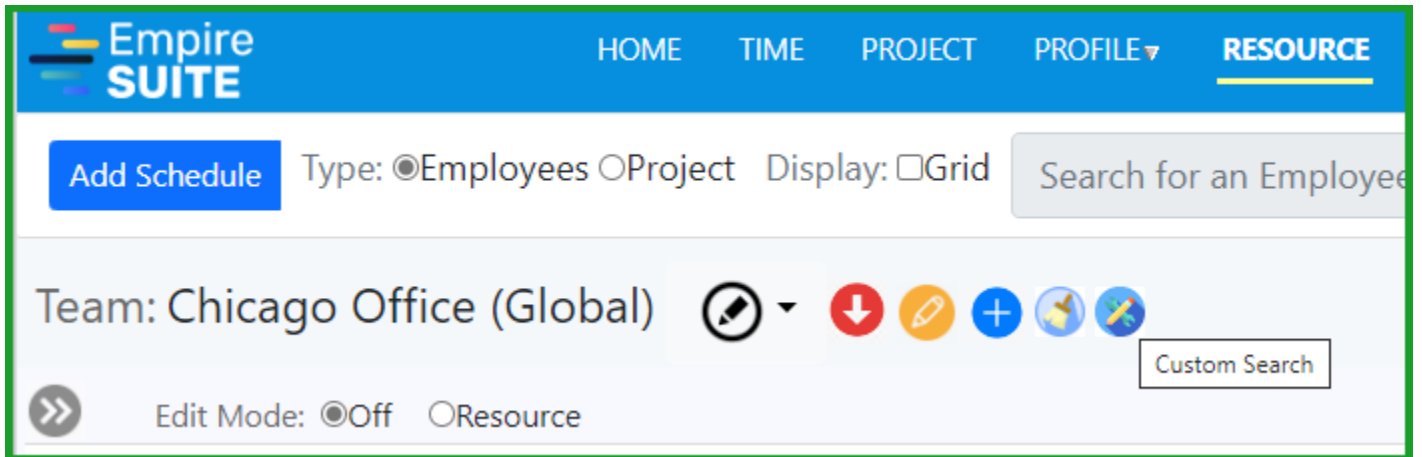 Empire
SUITE
HOME TIME PROJECT PROFILE RESOURCE
Add Schedule Type: Employees Project Display: Grid Search for an Employee
Team: Chicago Office (Global)
Custom Search
Edit Mode: Off Resource